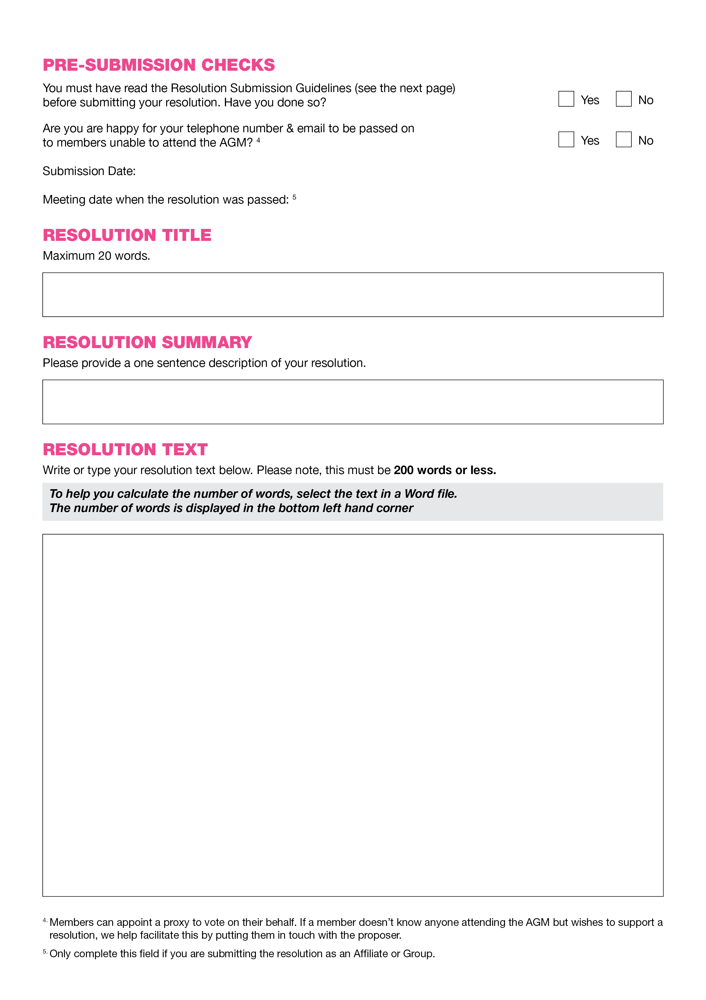 PRE-SUBMISSION CHECKS
You must have read the Resolution Submission Guidelines (see the next page)
before submitting your resolution. Have you done so?
Yes No
Are you are happy for your telephone number & email to be passed on
to members unable to attend the AGM? 4
Yes No
Submission Date:
Meeting date when the resolution was passed: 5
RESOLUTION TITLE
Maximum 20 words.
RESOLUTION SUMMARY
Please provide a one sentence description of your resolution.
RESOLUTION TEXT
Write or type your resolution text below. Please note, this must be 200 words or less.
To help you calculate the number of words, select the text in a Word file.
The number of words is displayed in the bottom left hand corner
4. Members can appoint a proxy to vote on their behalf. If a member doesn’t know anyone attending the AGM but wishes to support a
resolution, we help facilitate this by putting them in touch with the proposer.
5. Only complete this field if you are submitting the resolution as an Affiliate or Group.